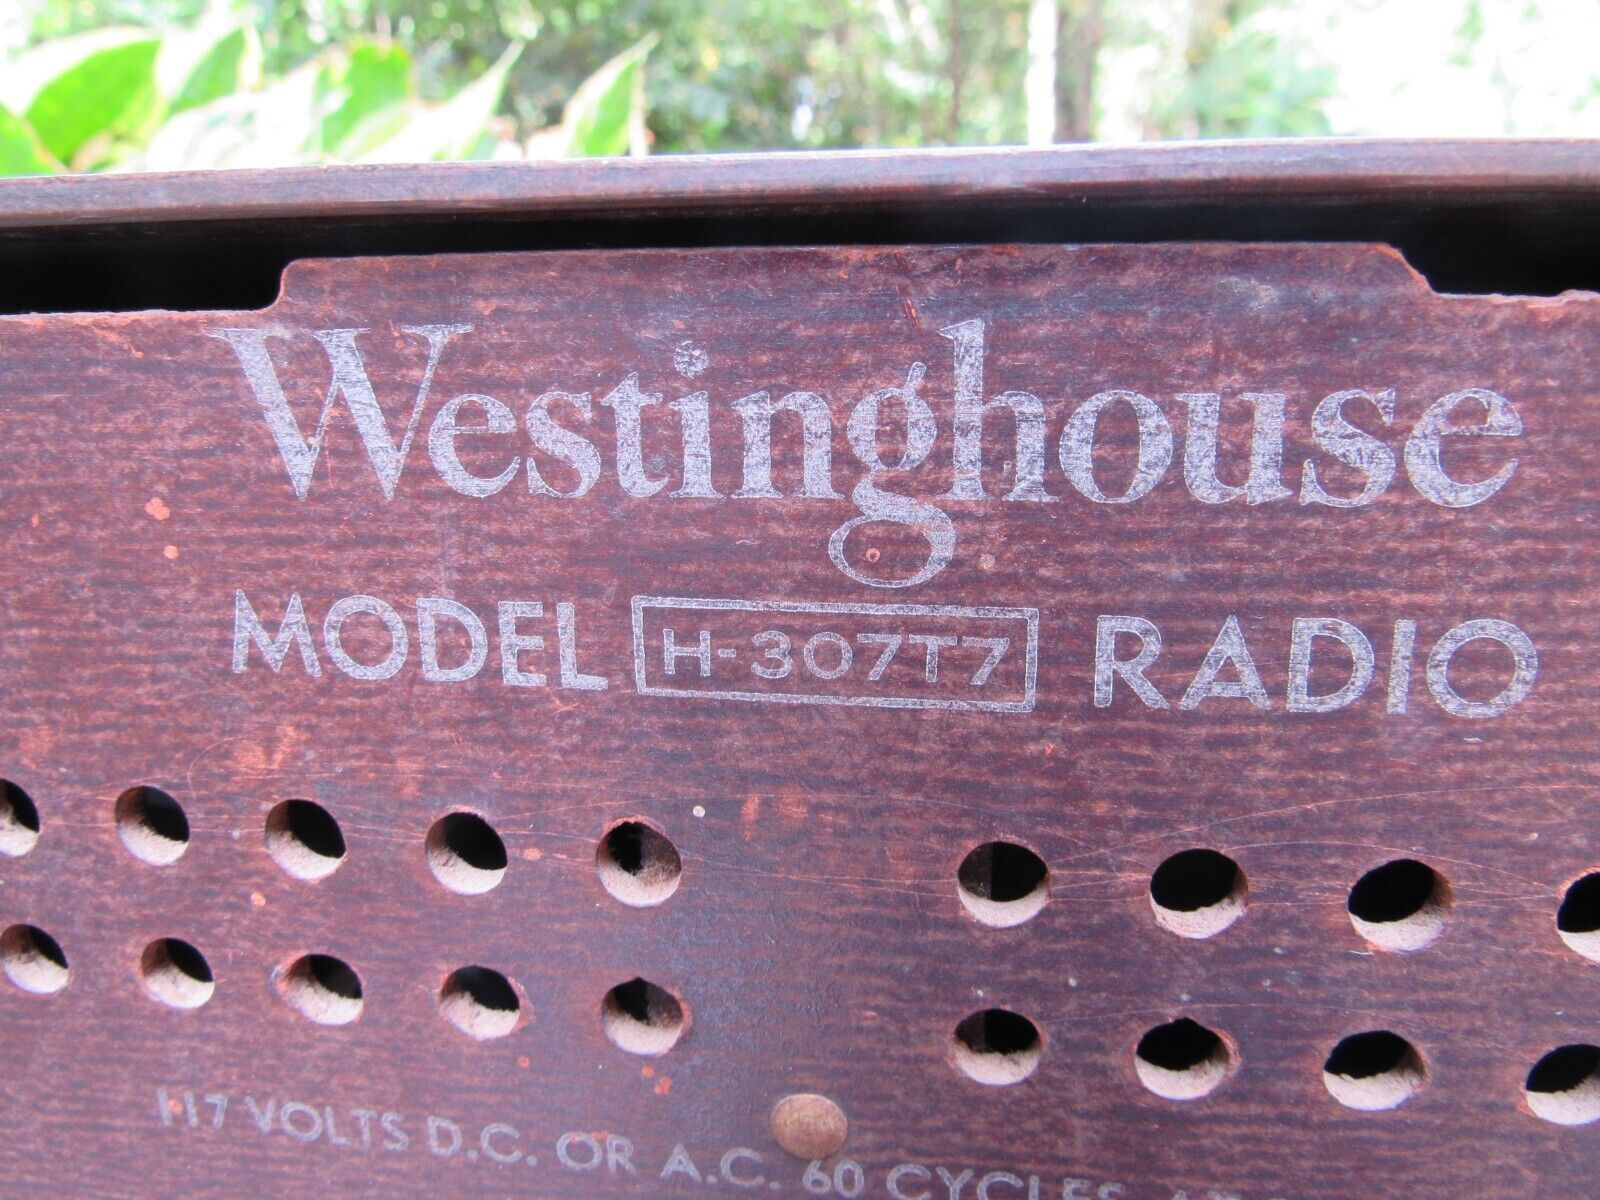 Westinghouse
MODEL H-307T7 RADIO
117 VOLTS D.C. OR A.C. 60 CYCLES